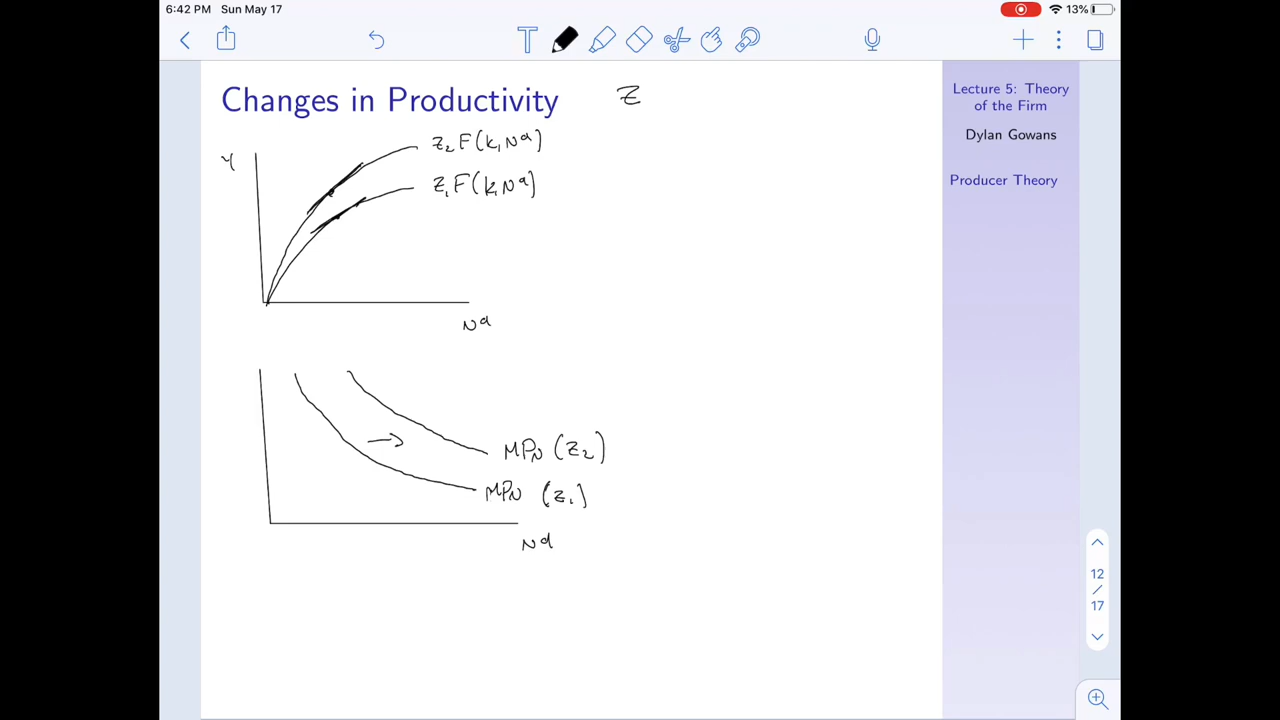 6:42 PM Sun May 17
13%
T
Changes in Productivity z
Lecture 5: Theory
of the Firm
Dylan Gowans
Producer Theory
Y
z₂F(k,Nᵈ)
z₁F(k,Nᵈ)
Nᵈ
MPN (z₂)
MPN (z₁)
Nᵈ
12
/
17